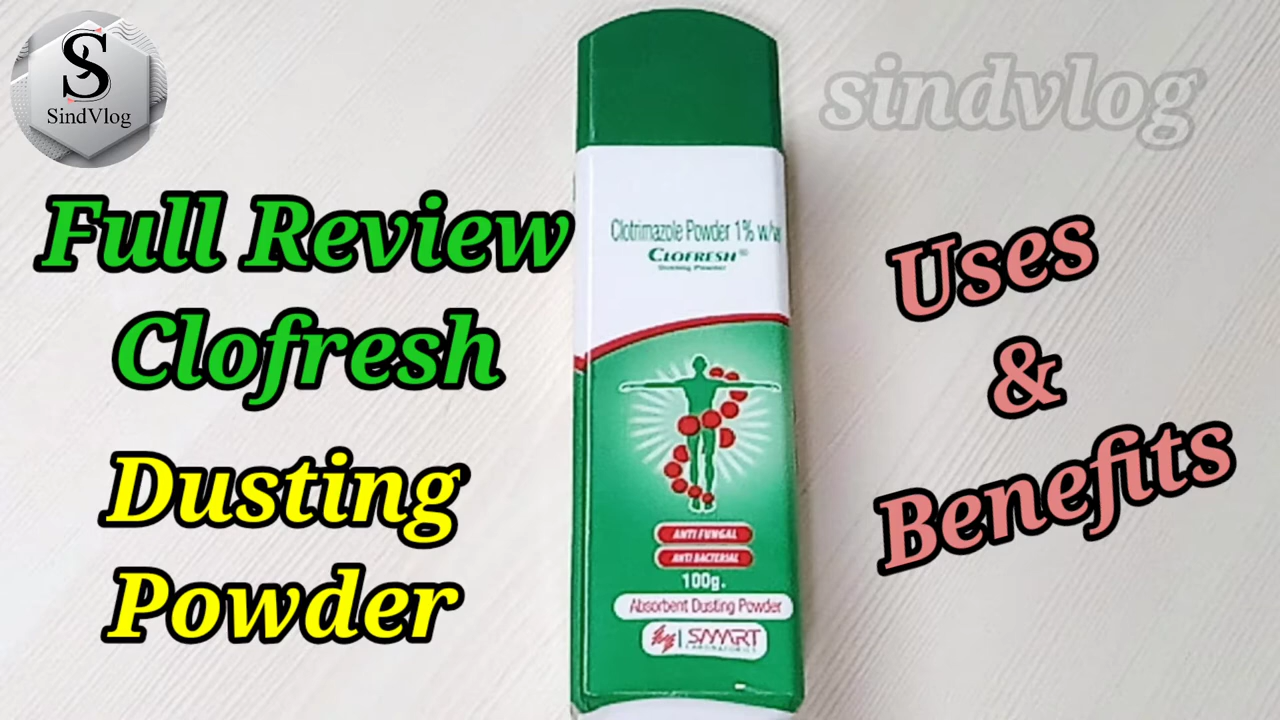 S
SindVlog
sindvlog
Full Review
Clofresh
Dusting
Powder
Clotrimazole Powder 1% w/w
CLOFRESH®
Dusting Powder
ANTI FUNGAL
ANTI BACTERIAL
100g.
Absorbent Dusting Powder
SMART
LABORATORIES
Uses
&
Benefits